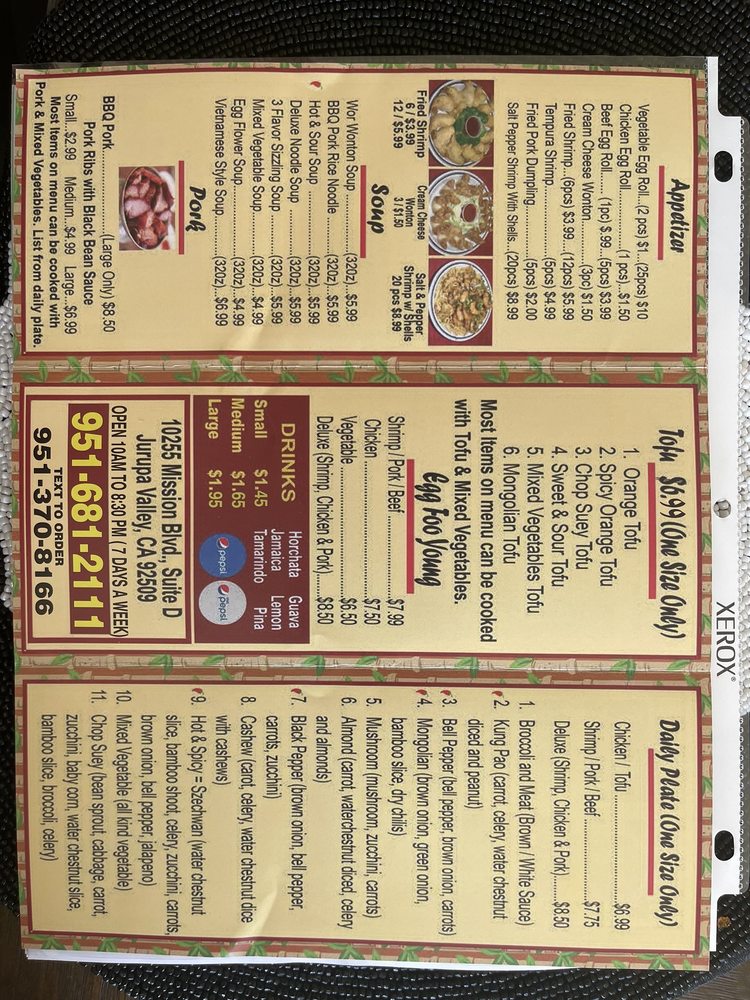 XEROX®
Appetizer
Vegetable Egg Roll...(2 pcs) $1...(25pcs) $10
Chicken Egg Roll..................(1 pcs)...$1.50
Beef Egg Roll.......(1pc) $.99...(5pcs) $3.99
Cream Cheese Wonton...........(3pc) $1.50
Fried Shrimp...(6pcs) $3.99....(12pcs) $5.99
Tempura Shrimp....................(5pcs) $4.99
Fried Pork Dumpling................(5pcs) $2.00
Salt Pepper Shrimp With Shells...(20pcs) $8.99
Fried Shrimp
6 / $3.99
12 / $5.99
Cream Cheese
Wonton
3 / $1.50
Salt & Pepper
Shrimp w/ Shells
20 pcs $8.99
Soup
Wor Wonton Soup .................(32oz)...$5.99
BBQ Pork Rice Noodle ..........(32oz)...$5.99
Hot & Sour Soup ....................(32oz)...$5.99
Deluxe Noodle Soup ..............(32oz)...$5.99
3 Flavor Sizzling Soup ............(32oz)...$5.99
Mixed Vegetable Soup ...........(32oz)...$4.99
Egg Flower Soup....................(32oz)...$4.99
Vietnamese Style Soup...........(32oz)...$6.99
Pork
BBQ Pork......................(Large Only) $8.50
Pork Ribs with Black Bean Sauce
Small...$2.99 Medium...$4.99 Large...$6.99
Most Items on menu can be cooked with
Pork & Mixed Vegetables. List from daily plate.
Tofu $6.99 (One Size Only)
1. Orange Tofu
2. Spicy Orange Tofu
3. Chop Suey Tofu
4. Sweet & Sour Tofu
5. Mixed Vegetables Tofu
6. Mongolian Tofu
Most Items on menu can be cooked
with Tofu & Mixed Vegetables.
Egg Foo Young
Shrimp / Pork / Beef ........................$7.99
Chicken ............................................$7.50
Vegetable..........................................$6.50
Deluxe (Shrimp, Chicken & Pork)......$8.50
DRINKS
Small $1.45
Medium $1.65
Large $1.95
Horchata Guava
Jamaica Lemon
Tamarindo Pina
pepsi
pepsi
10255 Mission Blvd., Suite D
Jurupa Valley, CA 92509
OPEN 10AM TO 8:30 PM (7 DAYS A WEEK)
951-681-2111
TEXT TO ORDER
951-370-8166
Daily Plate (One Size Only)
Chicken / Tofu .................................$6.99
Shrimp / Pork / Beef .........................$7.75
Deluxe (Shrimp, Chicken & Pork).......$8.50
1. Broccoli and Meat (Brown / White Sauce)
2. Kung Pao (carrot, celery, water chestnut
diced and peanut)
3. Bell Pepper (bell pepper, brown onion, carrots)
4. Mongolian (brown onion, green onion,
bamboo slice, dry chilis)
5. Mushroom (mushroom, zucchini, carrots)
6. Almond (carrot, waterchestnut diced, celery
and almonds)
7. Black Pepper (brown onion, bell pepper,
carrots, zucchini)
8. Cashew (carrot, celery, water chestnut dice
with cashews)
9. Hot & Spicy = Szechwan (water chestnut
slice, bamboo shoot, celery, zucchini, carrots,
brown onion, bell pepper, jalapeno)
10. Mixed Vegetable (all kind vegetable)
11. Chop Suey (bean sprout, cabbage, carrot,
zucchini, baby corn, water chestnut slice,
bamboo slice, broccoli, celery)